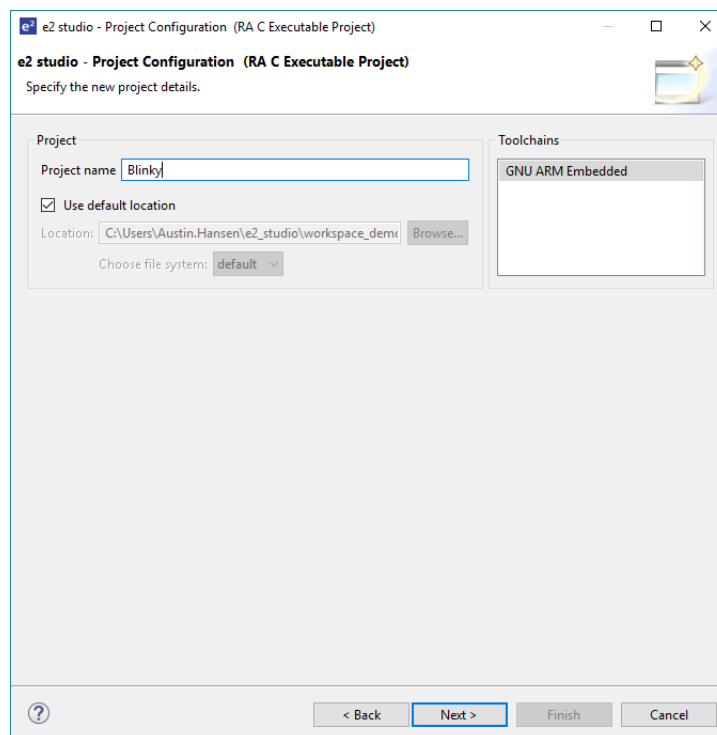 e² e2 studio - Project Configuration (RA C Executable Project)
e2 studio - Project Configuration (RA C Executable Project)
Specify the new project details.
Project
Project name Blinky
Use default location
Location: C:\Users\Austin.Hansen\e2_studio\workspace_demo Browse...
Choose file system: default
Toolchains
GNU ARM Embedded
? < Back Next > Finish Cancel